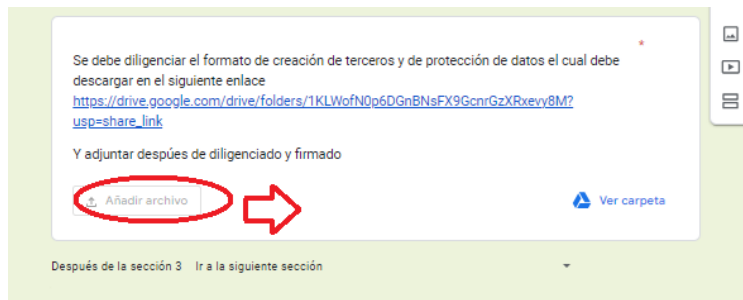 *
Se debe diligenciar el formato de creación de terceros y de protección de datos el cual debe
descargar en el siguiente enlace
https://drive.google.com/drive/folders/1KLWofN0p6DGnBNsFX9GcnrGzXRxevy8M?
usp=share_link
Y adjuntar despúes de diligenciado y firmado
Añadir archivo
Ver carpeta
Después de la sección 3 Ir a la siguiente sección